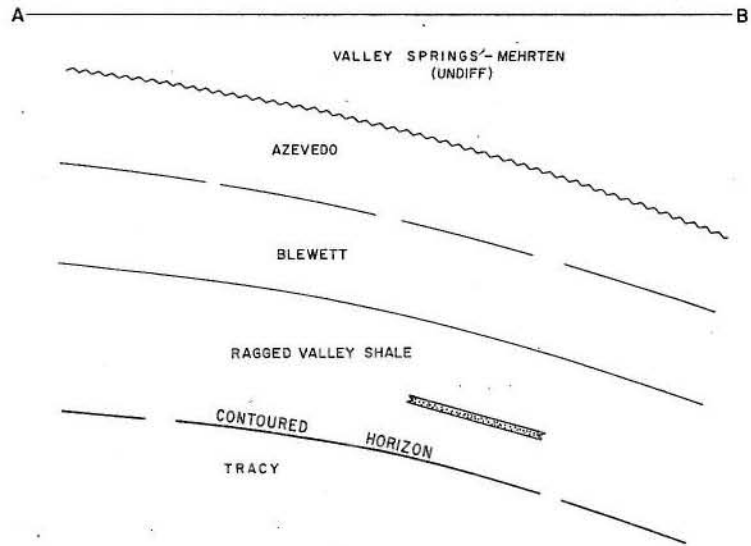 A B
VALLEY SPRINGS - MEHRTEN
(UNDIFF)
AZEVEDO
BLEWETT
RAGGED VALLEY SHALE
CONTOURED HORIZON
TRACY